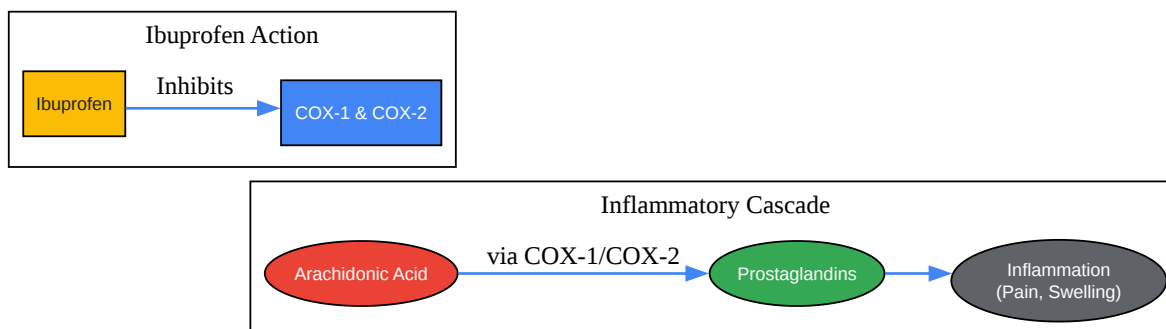 Ibuprofen Action
Inhibits
Ibuprofen
COX-1 & COX-2
Inflammatory Cascade
via COX-1/COX-2
Arachidonic Acid
Prostaglandins
Inflammation
(Pain, Swelling)